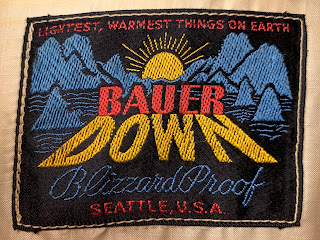 LIGHTEST, WARMEST THINGS ON EARTH
BAUER
DOWN
Blizzard Proof
SEATTLE, U.S.A.